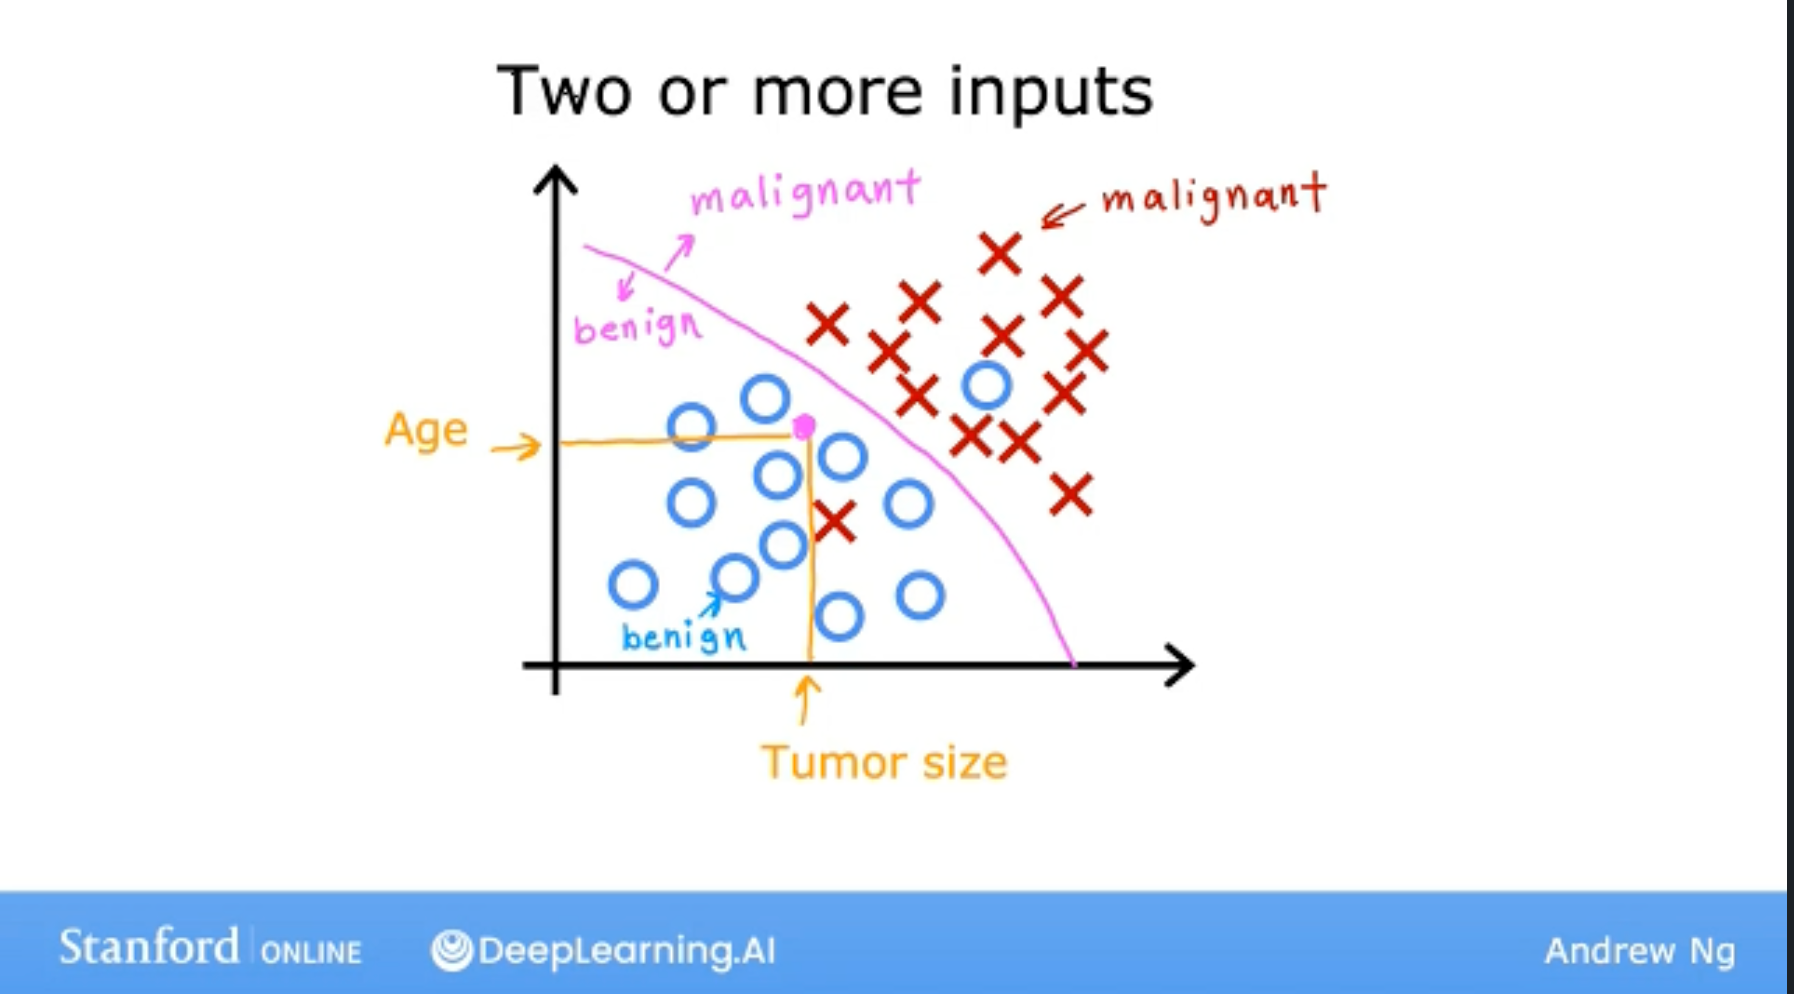 Two or more inputs
malignant
malignant
benign
Age
benign
Tumor size
Stanford ONLINE
DeepLearning.AI
Andrew Ng